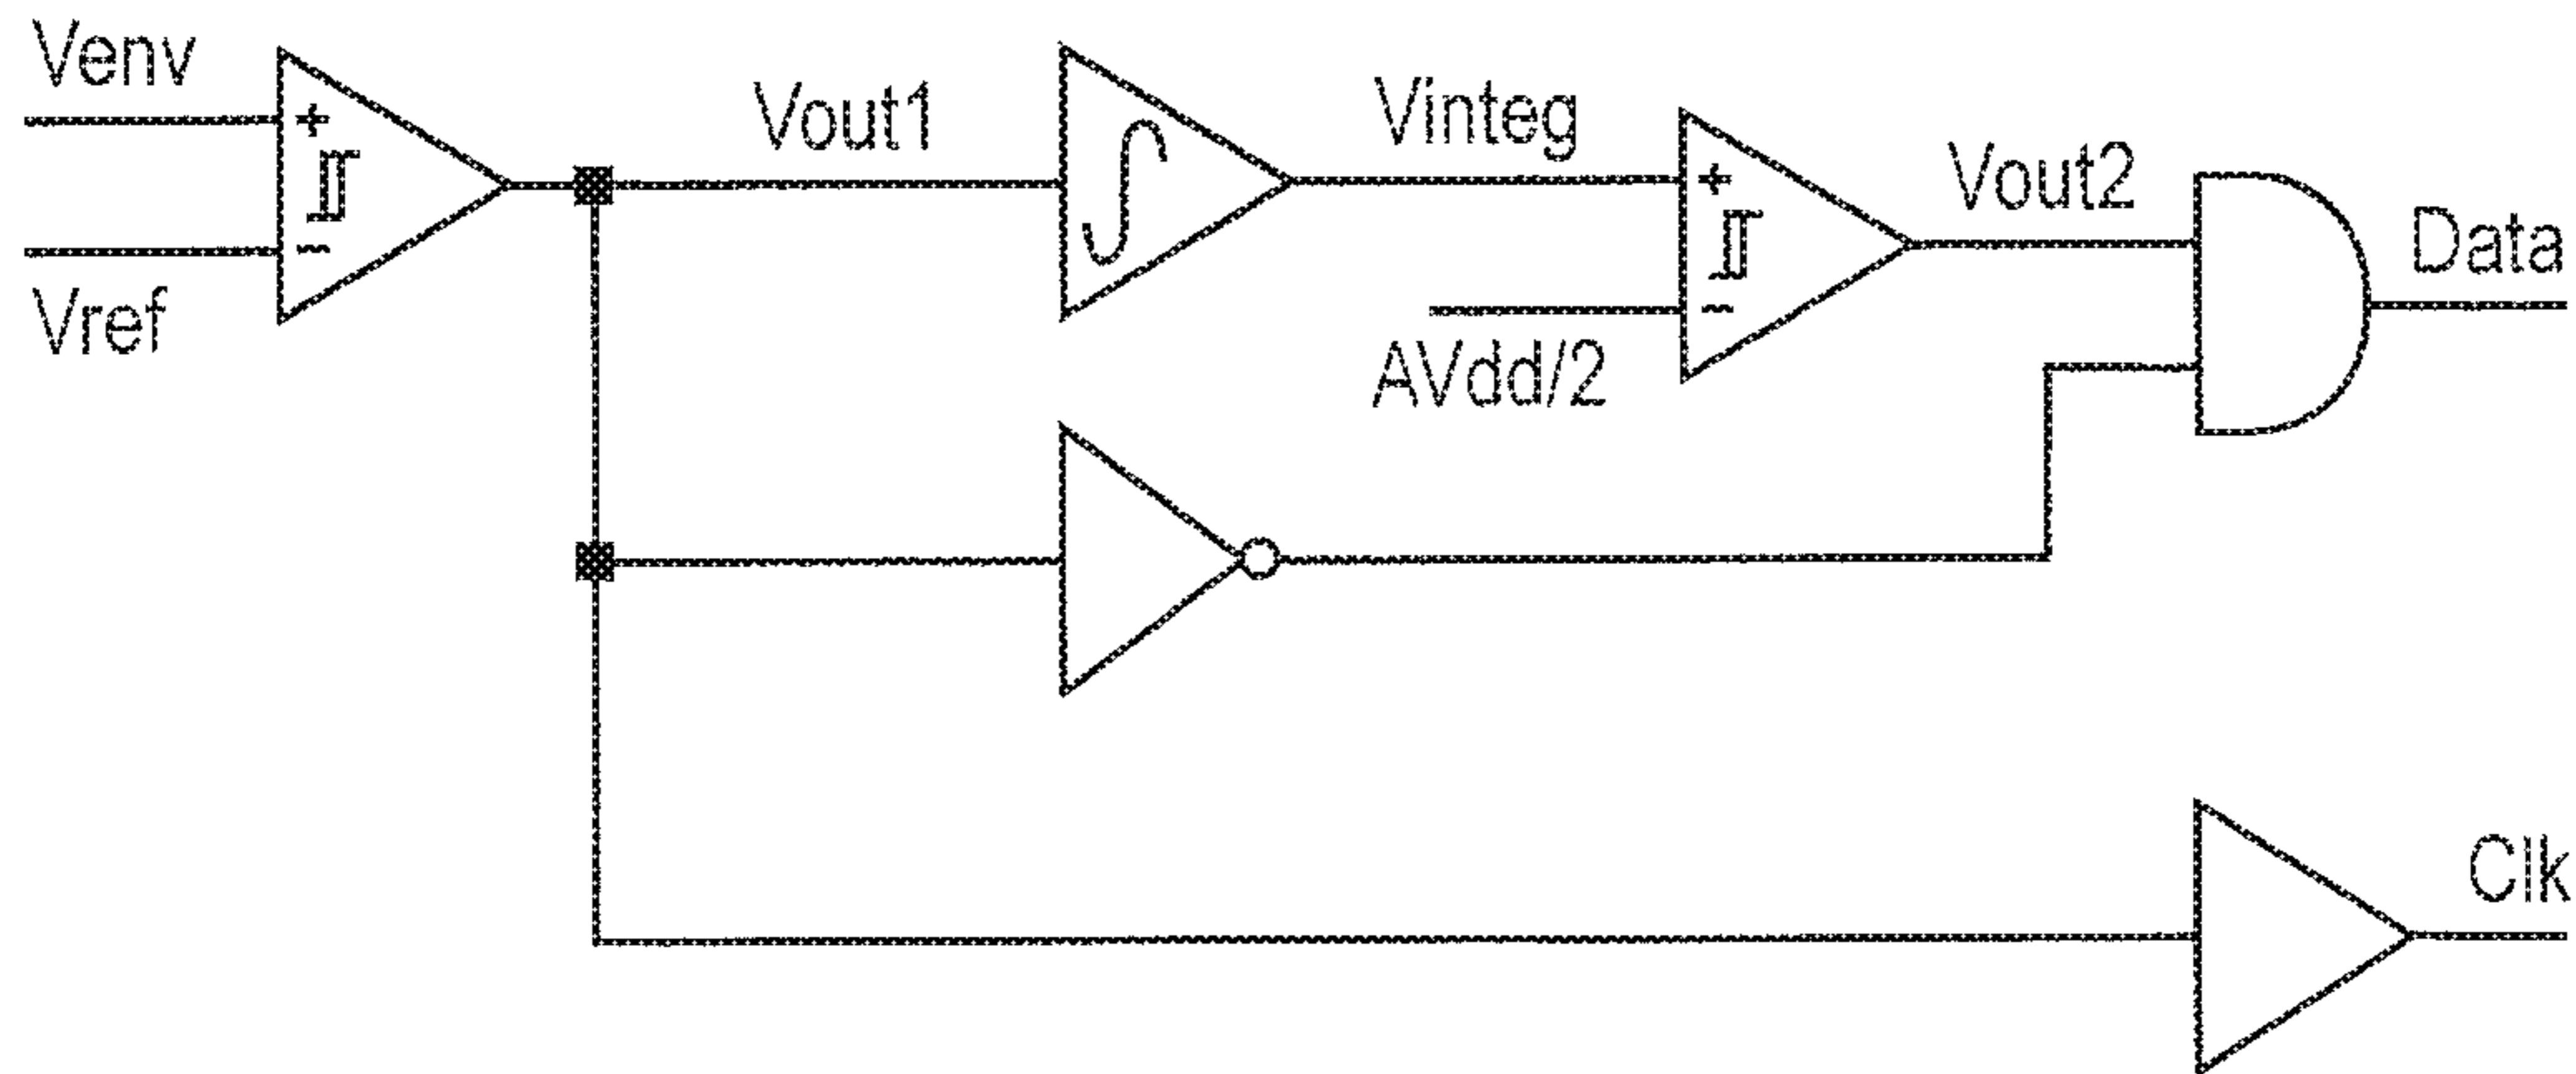 Venv
Vref
Vout1
Vinteg
AVdd/2
Vout2
Data
Clk